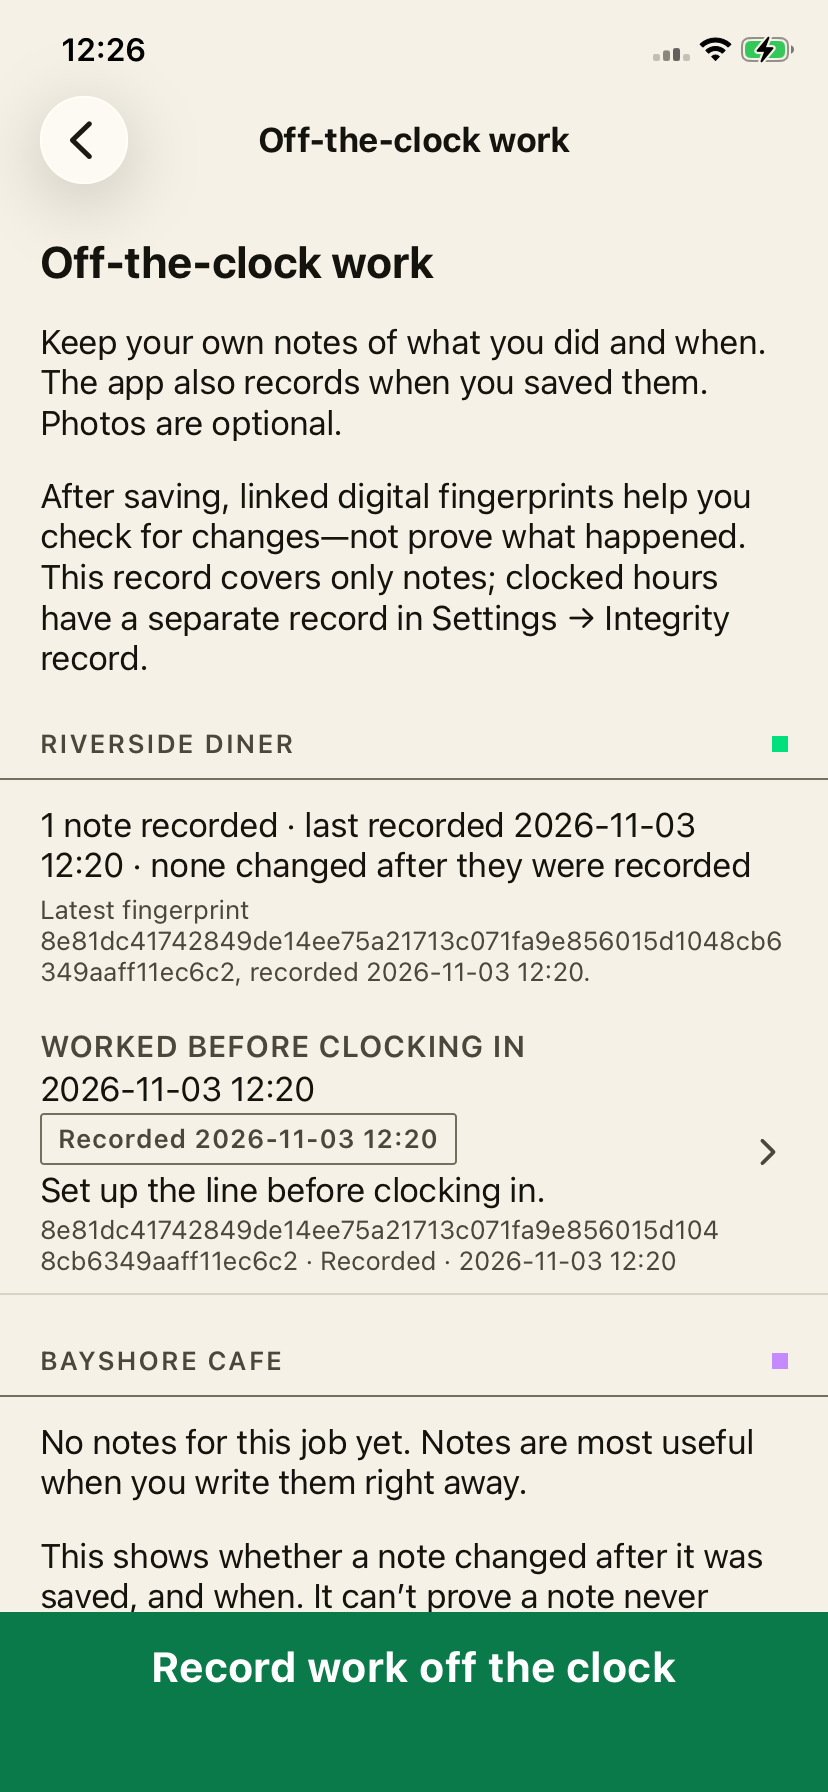 12:26
Off-the-clock work
Off-the-clock work
Keep your own notes of what you did and when.
The app also records when you saved them.
Photos are optional.
After saving, linked digital fingerprints help you
check for changes—not prove what happened.
This record covers only notes; clocked hours
have a separate record in Settings → Integrity
record.
RIVERSIDE DINER
1 note recorded · last recorded 2026-11-03
12:20 · none changed after they were recorded
Latest fingerprint
8e81dc41742849de14ee75a21713c071fa9e856015d1048cb6
349aaff11ec6c2, recorded 2026-11-03 12:20.
WORKED BEFORE CLOCKING IN
2026-11-03 12:20
Recorded 2026-11-03 12:20
Set up the line before clocking in.
8e81dc41742849de14ee75a21713c071fa9e856015d104
8cb6349aaff11ec6c2 · Recorded · 2026-11-03 12:20
BAYSHORE CAFE
No notes for this job yet. Notes are most useful
when you write them right away.
This shows whether a note changed after it was
saved, and when. It can’t prove a note never
Record work off the clock